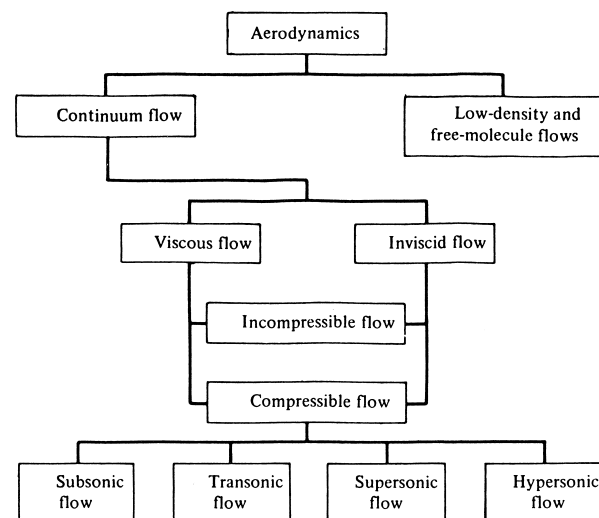 Aerodynamics
Continuum flow
Low-density and
free-molecule flows
Viscous flow
Inviscid flow
Incompressible flow
Compressible flow
Subsonic
flow
Transonic
flow
Supersonic
flow
Hypersonic
flow